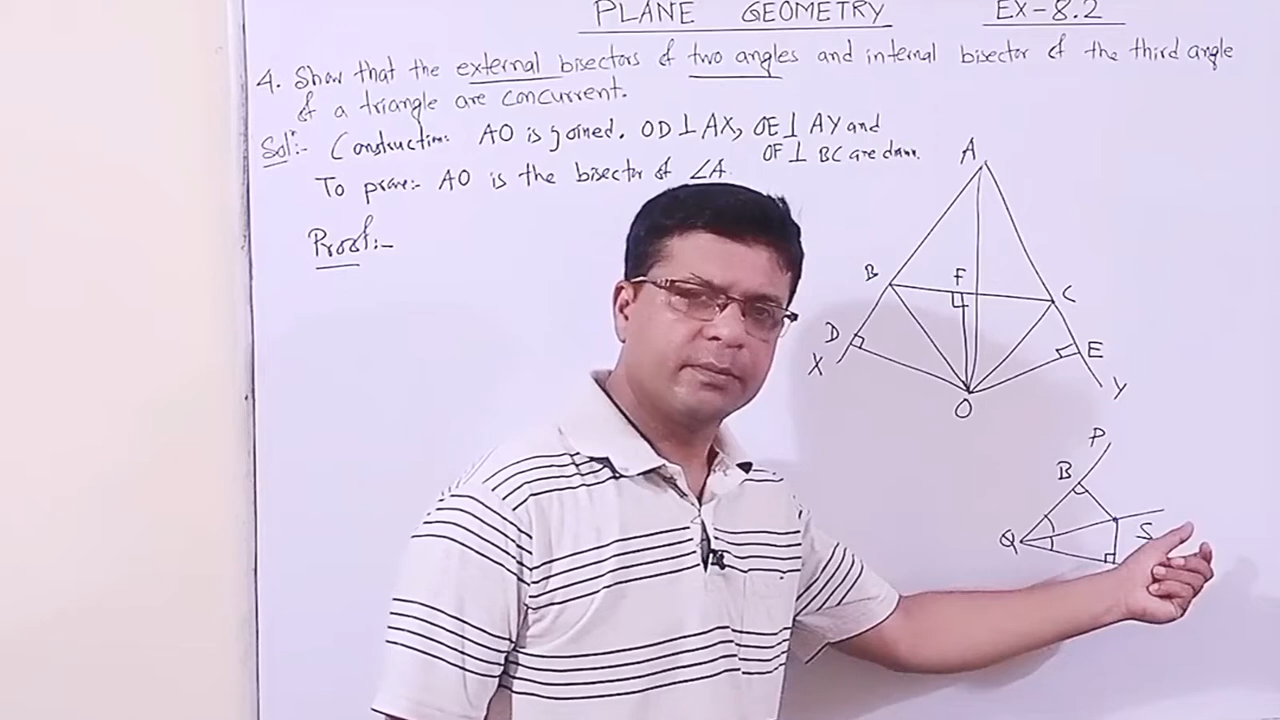 PLANE GEOMETRY EX-8.2
4. Show that the external bisectors of two angles and internal bisector of the third angle
of a triangle are concurrent.
Solⁿ:- Construction: AO is joined. OD ⊥ AX, OE ⊥ AY and
OF ⊥ BC are drawn.
To prove:- AO is the bisector of ∠A.
Proof:-
A
B
F
C
D
X
E
Y
O
P
B
Q
S